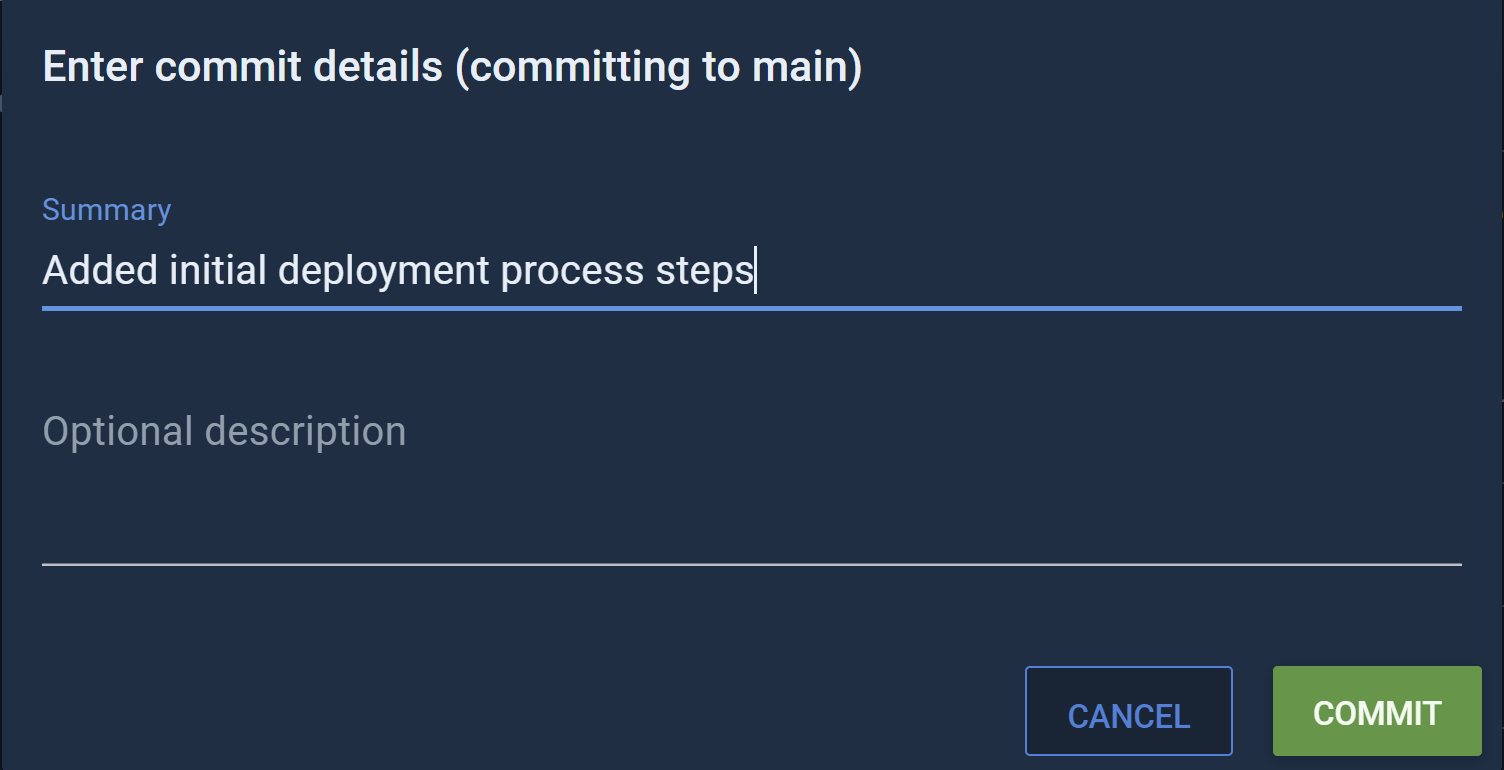 Enter commit details (committing to main)
Summary
Added initial deployment process steps
Optional description
CANCEL
COMMIT